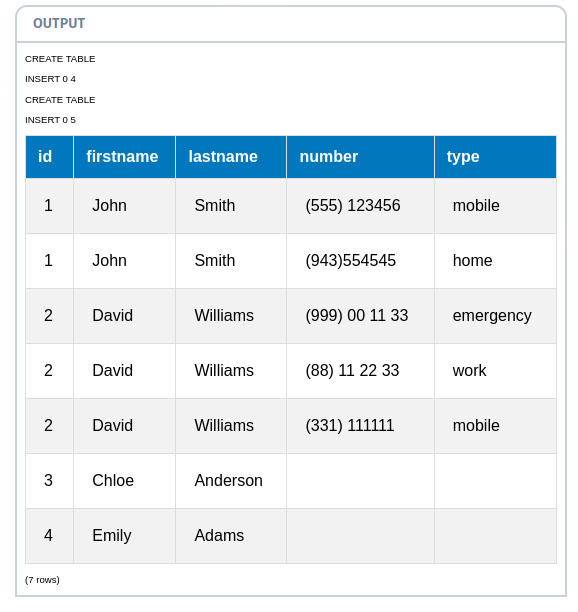 OUTPUT
CREATE TABLE
INSERT 0 4
CREATE TABLE
INSERT 0 5
id firstname lastname number type
1 John Smith (555) 123456 mobile
1 John Smith (943)554545 home
2 David Williams (999) 00 11 33 emergency
2 David Williams (88) 11 22 33 work
2 David Williams (331) 111111 mobile
3 Chloe Anderson
4 Emily Adams
(7 rows)